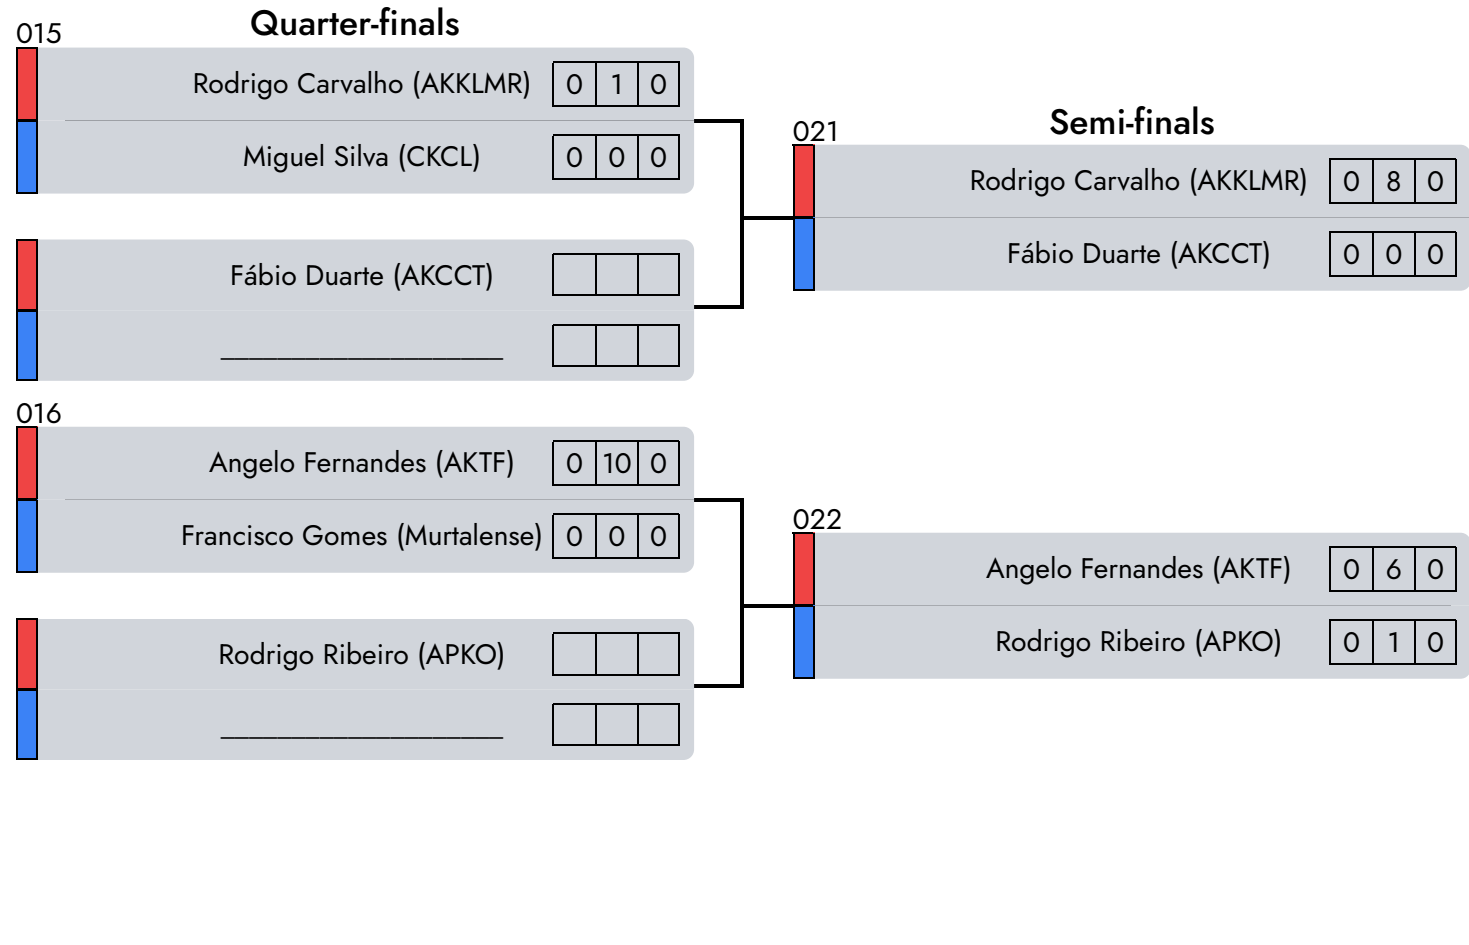 Quarter-finals
015
Rodrigo Carvalho (AKKLMR) 0 1 0
Miguel Silva (CKCL) 0 0 0
Fábio Duarte (AKCCT)
016
Angelo Fernandes (AKTF) 0 10 0
Francisco Gomes (Murtalense) 0 0 0
Rodrigo Ribeiro (APKO)
Semi-finals
021
Rodrigo Carvalho (AKKLMR) 0 8 0
Fábio Duarte (AKCCT) 0 0 0
022
Angelo Fernandes (AKTF) 0 6 0
Rodrigo Ribeiro (APKO) 0 1 0